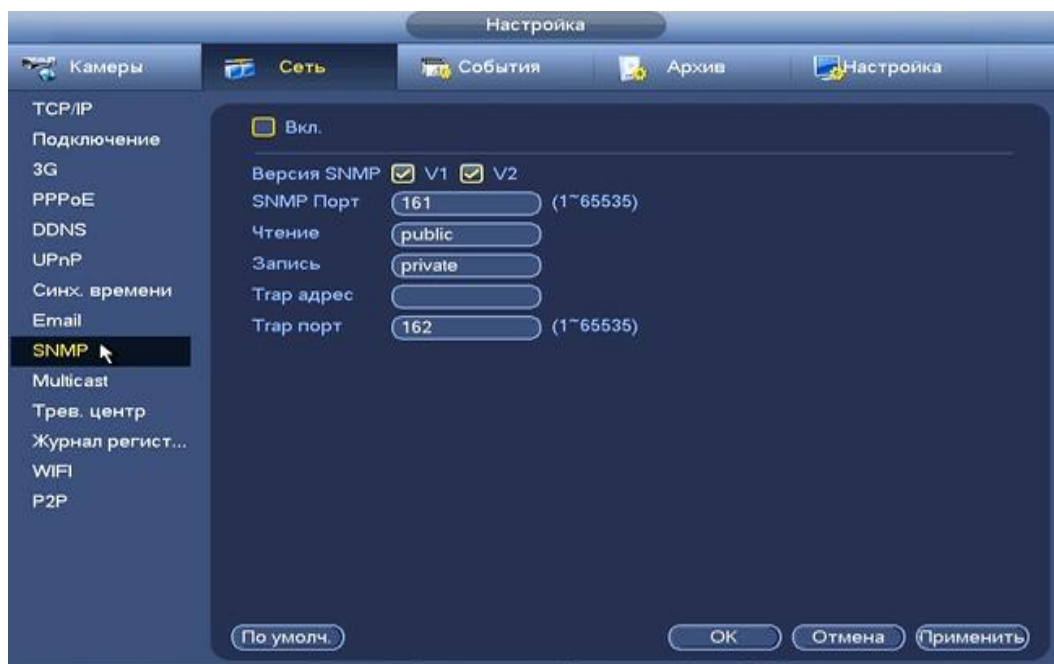 Настройка
Камеры Сеть События Архив Настройка
TCP/IP
Подключение
3G
PPPoE
DDNS
UPnP
Синх. времени
Email
SNMP
Multicast
Трев. центр
Журнал регист...
WIFI
P2P
Вкл.
Версия SNMP V1 V2
SNMP Порт 161 (1~65535)
Чтение public
Запись private
Trap адрес
Trap порт 162 (1~65535)
По умолч. OK Отмена Применить